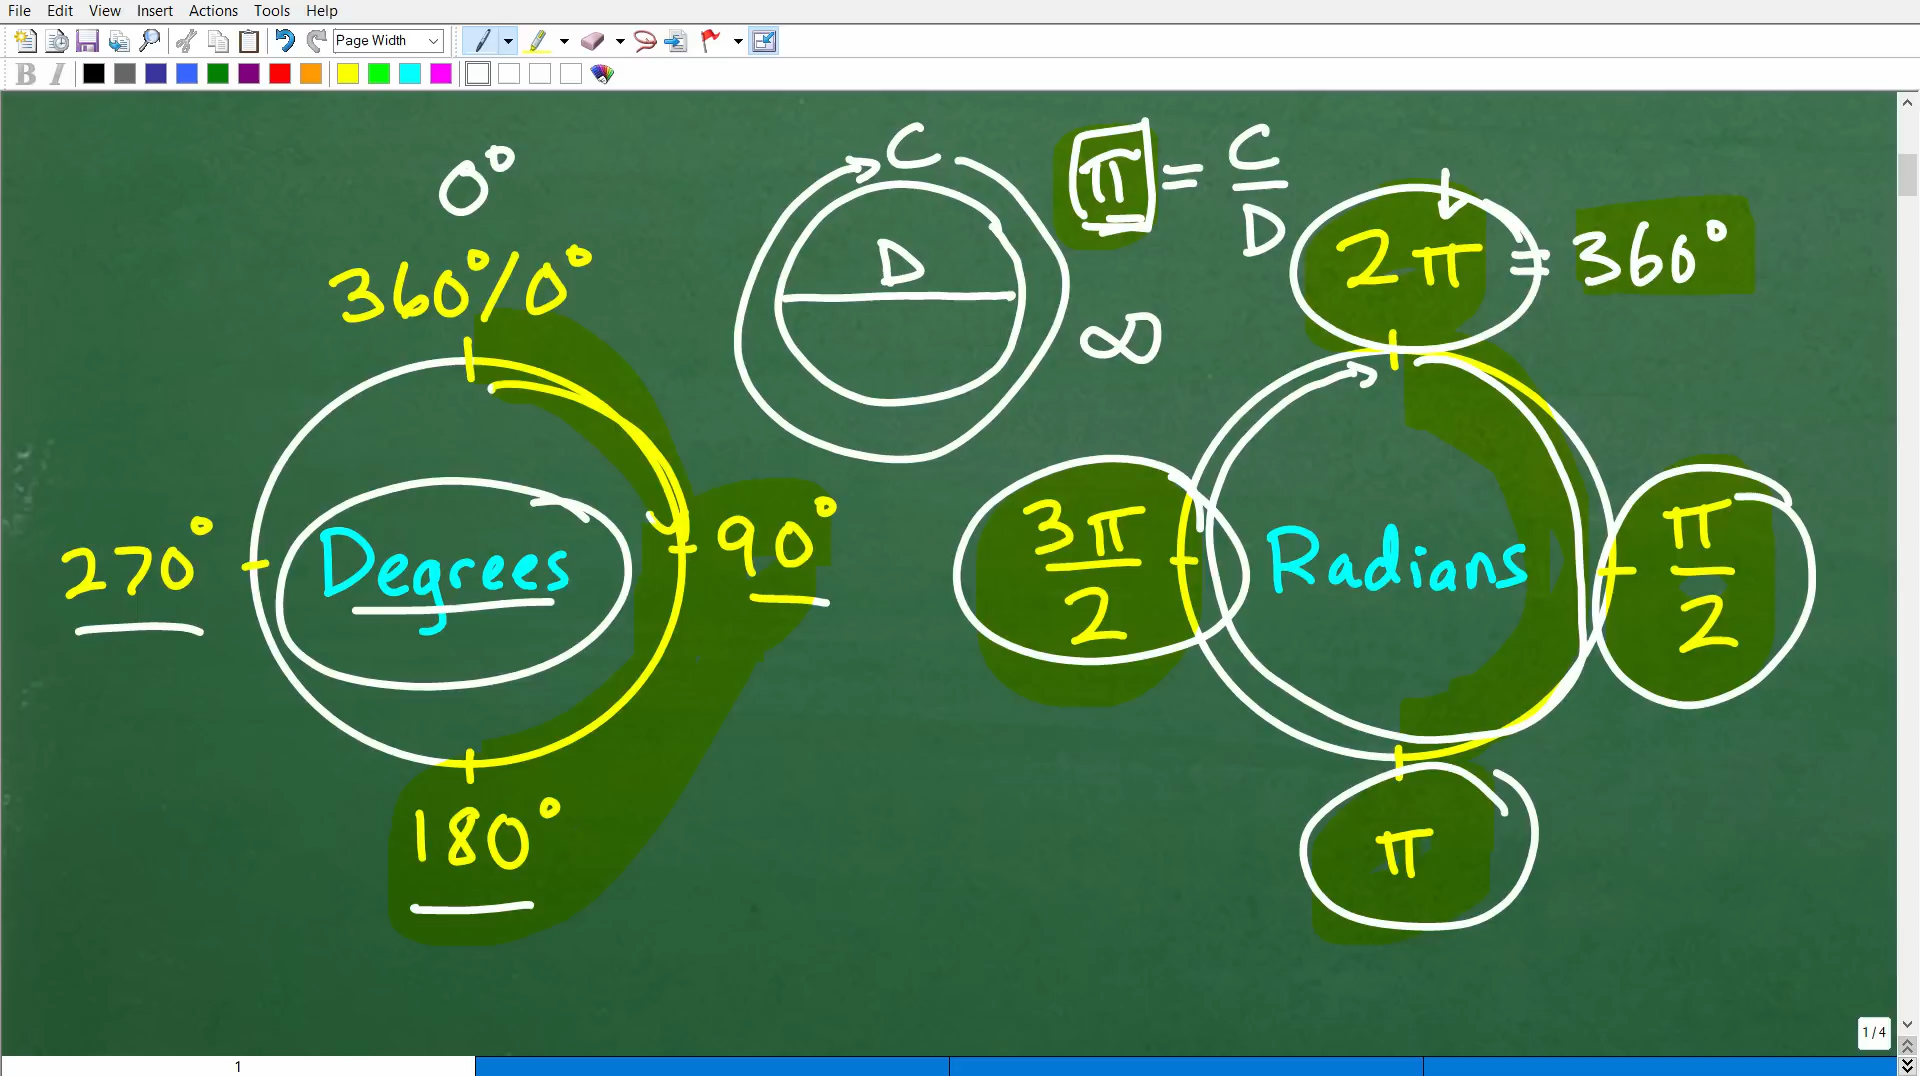 File Edit View Insert Actions Tools Help
Page Width
B I
0°
360°/0°
270°
Degrees
90°
180°
C
D
π = C/D
∞
2π = 360°
3π/2
Radians
π/2
π
1 / 4
1